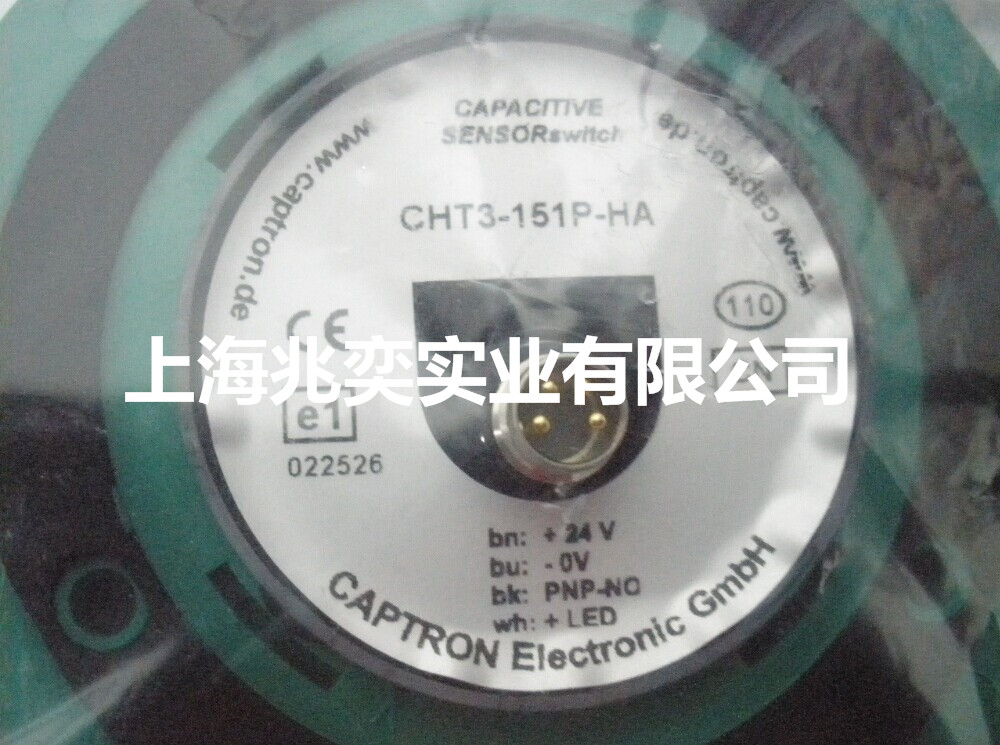 CAPACITIVE
SENSORswitch
www.captron.de
www.captron.de
CHT3-151P-HA
110
CE
上海兆奕实业有限公司
e1
022526
bn: + 24 V
bu: - 0V
bk: PNP-NO
wh: + LED
CAPTRON Electronic GmbH